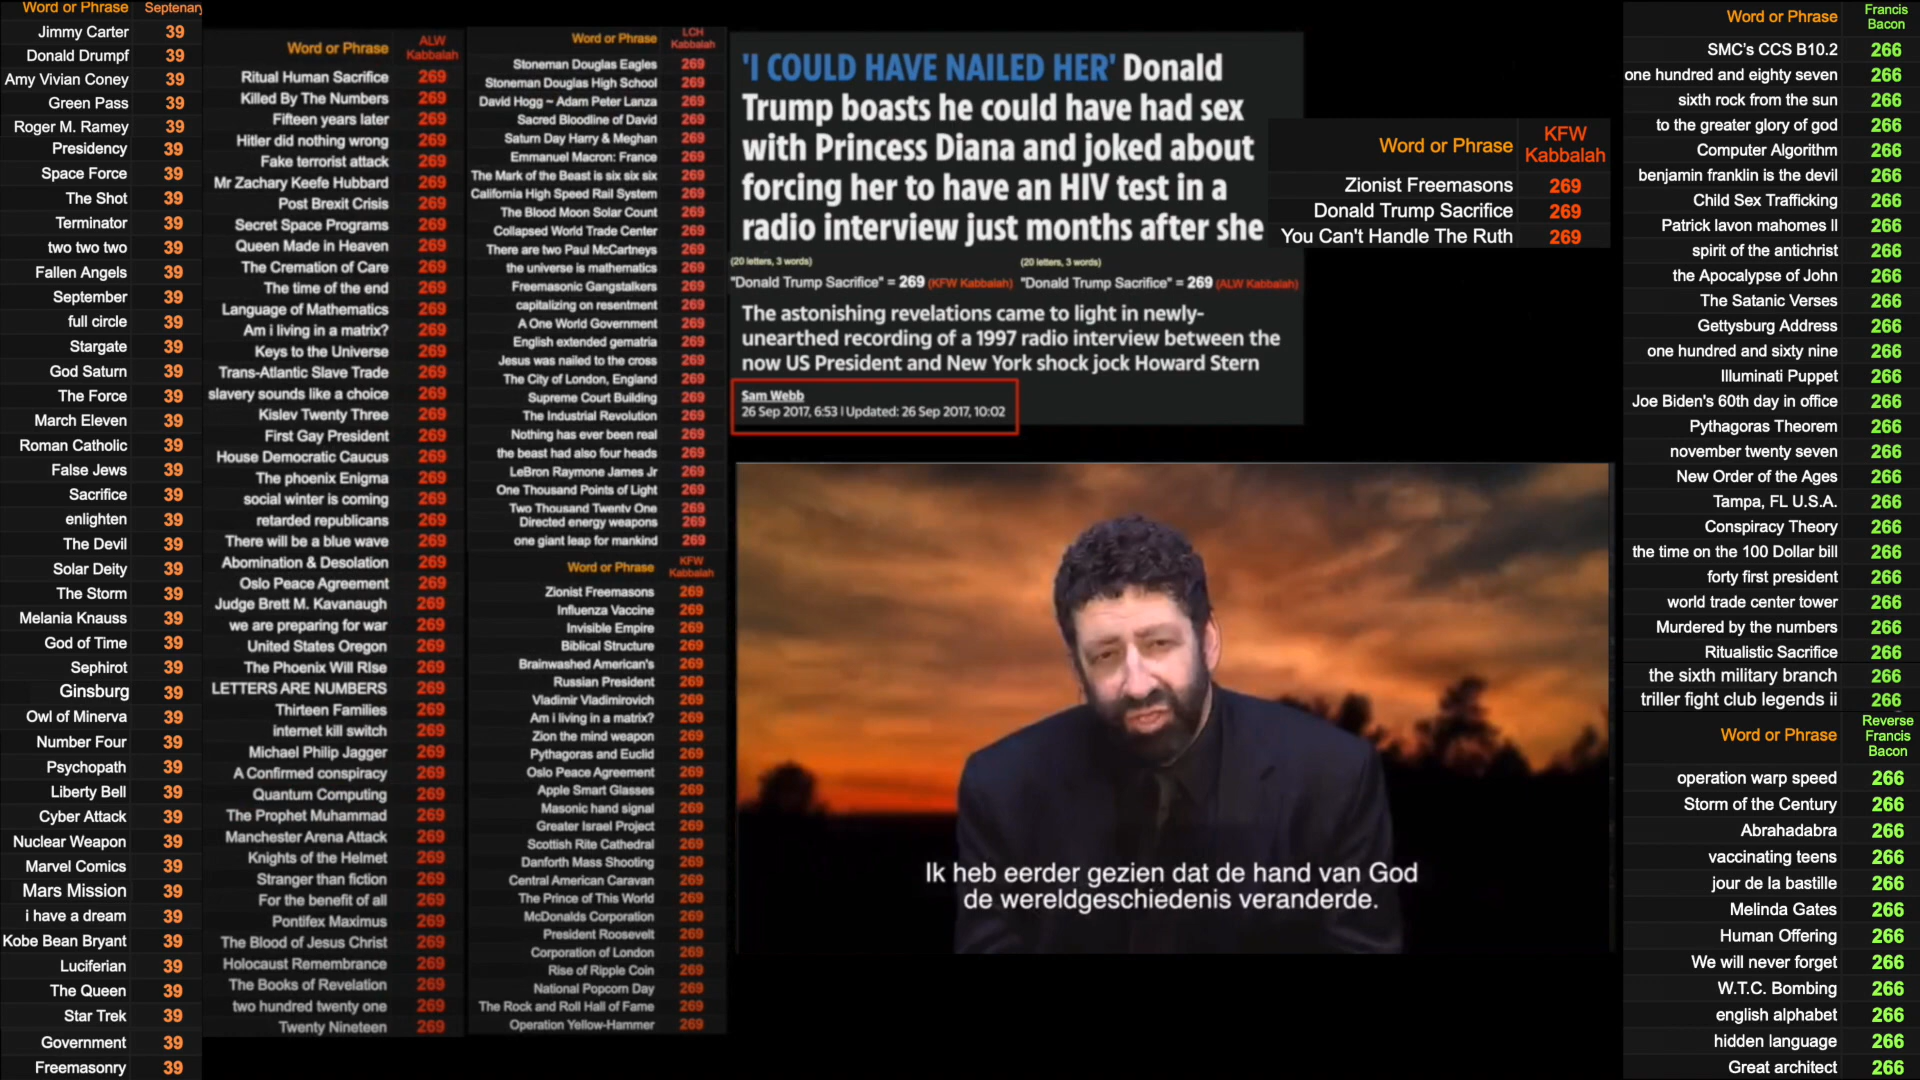 Word or Phrase Septenary
Jimmy Carter 39
Donald Drumpf 39
Amy Vivian Coney 39
Green Pass 39
Roger M. Ramey 39
Presidency 39
Space Force 39
The Shot 39
Terminator 39
two two two 39
Fallen Angels 39
September 39
full circle 39
Stargate 39
God Saturn 39
The Force 39
March Eleven 39
Roman Catholic 39
False Jews 39
Sacrifice 39
enlighten 39
The Devil 39
Solar Deity 39
The Storm 39
Melania Knauss 39
God of Time 39
Sephirot 39
Ginsburg 39
Owl of Minerva 39
Number Four 39
Psychopath 39
Liberty Bell 39
Cyber Attack 39
Nuclear Weapon 39
Marvel Comics 39
Mars Mission 39
i have a dream 39
Kobe Bean Bryant 39
Luciferian 39
The Queen 39
Star Trek 39
Government 39
Freemasonry 39
Word or Phrase ALW Kabbalah
Ritual Human Sacrifice 269
Killed By The Numbers 269
Fifteen years later 269
Hitler did nothing wrong 269
Fake terrorist attack 269
Mr Zachary Keefe Hubbard 269
Post Brexit Crisis 269
Secret Space Programs 269
Queen Made in Heaven 269
The Cremation of Care 269
The time of the end 269
Language of Mathematics 269
Am i living in a matrix? 269
Keys to the Universe 269
Trans-Atlantic Slave Trade 269
slavery sounds like a choice 269
Kislev Twenty Three 269
First Gay President 269
House Democratic Caucus 269
The phoenix Enigma 269
social winter is coming 269
retarded republicans 269
There will be a blue wave 269
Abomination & Desolation 269
Oslo Peace Agreement 269
Judge Brett M. Kavanaugh 269
we are preparing for war 269
United States Oregon 269
The Phoenix Will RIse 269
LETTERS ARE NUMBERS 269
Thirteen Families 269
internet kill switch 269
Michael Philip Jagger 269
A Confirmed conspiracy 269
Quantum Computing 269
The Prophet Muhammad 269
Manchester Arena Attack 269
Knights of the Helmet 269
Stranger than fiction 269
For the benefit of all 269
Pontifex Maximus 269
The Blood of Jesus Christ 269
Holocaust Remembrance 269
The Books of Revelation 269
two hundred twenty one 269
Twenty Nineteen 269
Word or Phrase LCH Kabbalah
Stoneman Douglas Eagles 269
Stoneman Douglas High School 269
David Hogg ~ Adam Peter Lanza 269
Sacred Bloodline of David 269
Saturn Day Harry & Meghan 269
Emmanuel Macron: France 269
The Mark of the Beast is six six six 269
California High Speed Rail System 269
The Blood Moon Solar Count 269
Collapsed World Trade Center 269
There are two Paul McCartneys 269
the universe is mathematics 269
Freemasonic Gangstalkers 269
capitalizing on resentment 269
A One World Government 269
English extended gematria 269
Jesus was nailed to the cross 269
The City of London, England 269
Supreme Court Building 269
The Industrial Revolution 269
Nothing has ever been real 269
the beast had also four heads 269
LeBron Raymone James Jr 269
One Thousand Points of Light 269
Two Thousand Twenty One 269
Directed energy weapons 269
one giant leap for mankind 269
Word or Phrase KFW Kabbalah
Zionist Freemasons 269
Influenza Vaccine 269
Invisible Empire 269
Biblical Structure 269
Brainwashed American's 269
Russian President 269
Vladimir Vladimirovich 269
Am i living in a matrix? 269
Zion the mind weapon 269
Pythagoras and Euclid 269
Oslo Peace Agreement 269
Apple Smart Glasses 269
Masonic hand signal 269
Greater Israel Project 269
Scottish Rite Cathedral 269
Danforth Mass Shooting 269
Central American Caravan 269
The Prince of This World 269
McDonalds Corporation 269
President Roosevelt 269
Corporation of London 269
Rise of Ripple Coin 269
National Popcorn Day 269
The Rock and Roll Hall of Fame 269
Operation Yellow-Hammer 269
'I COULD HAVE NAILED HER' Donald
Trump boasts he could have had sex
with Princess Diana and joked about
forcing her to have an HIV test in a
radio interview just months after she
(20 letters, 3 words) (20 letters, 3 words)
"Donald Trump Sacrifice" = 269 (KFW Kabbalah) "Donald Trump Sacrifice" = 269 (ALW Kabbalah)
The astonishing revelations came to light in newly-
unearthed recording of a 1997 radio interview between the
now US President and New York shock jock Howard Stern
Sam Webb
26 Sep 2017, 6:53 | Updated: 26 Sep 2017, 10:02
Word or Phrase KFW Kabbalah
Zionist Freemasons 269
Donald Trump Sacrifice 269
You Can't Handle The Ruth 269
Ik heb eerder gezien dat de hand van God
de wereldgeschiedenis veranderde.
Word or Phrase Francis Bacon
SMC's CCS B10.2 266
one hundred and eighty seven 266
sixth rock from the sun 266
to the greater glory of god 266
Computer Algorithm 266
benjamin franklin is the devil 266
Child Sex Trafficking 266
Patrick lavon mahomes II 266
spirit of the antichrist 266
the Apocalypse of John 266
The Satanic Verses 266
Gettysburg Address 266
one hundred and sixty nine 266
Illuminati Puppet 266
Joe Biden's 60th day in office 266
Pythagoras Theorem 266
november twenty seven 266
New Order of the Ages 266
Tampa, FL U.S.A. 266
Conspiracy Theory 266
the time on the 100 Dollar bill 266
forty first president 266
world trade center tower 266
Murdered by the numbers 266
Ritualistic Sacrifice 266
the sixth military branch 266
triller fight club legends ii 266
Word or Phrase Reverse Francis Bacon
operation warp speed 266
Storm of the Century 266
Abrahadabra 266
vaccinating teens 266
jour de la bastille 266
Melinda Gates 266
Human Offering 266
We will never forget 266
W.T.C. Bombing 266
english alphabet 266
hidden language 266
Great architect 266